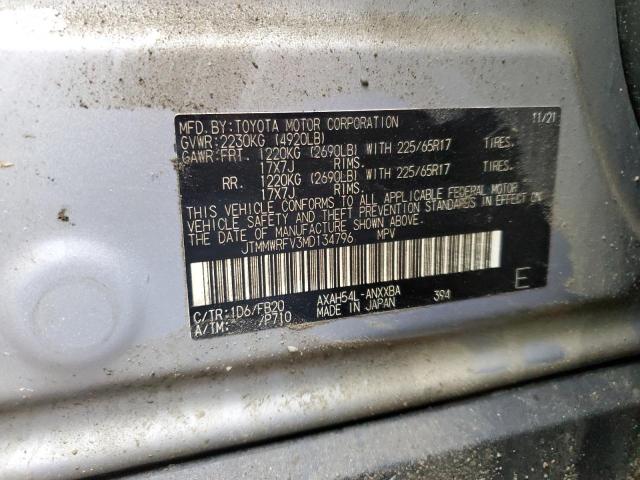 MFD.BY:TOYOTA MOTOR CORPORATION 11/21
GVWR:2230KG (4920LB)
GAWR:FRT. 1220KG (2690LB) WITH 225/65R17 TIRES,
17X7J RIMS.
RR. 1220KG (2690LB) WITH 225/65R17 TIRES,
17X7J RIMS.
THIS VEHICLE CONFORMS TO ALL APPLICABLE FEDERAL MOTOR
VEHICLE SAFETY AND THEFT PREVENTION STANDARDS IN EFFECT ON
THE DATE OF MANUFACTURE SHOWN ABOVE.
JTMMWRFV3MD134796 MPV
E
C/TR:1D6/FB20 AXAH54L-ANXXBA 394
A/TM: /P710 MADE IN JAPAN